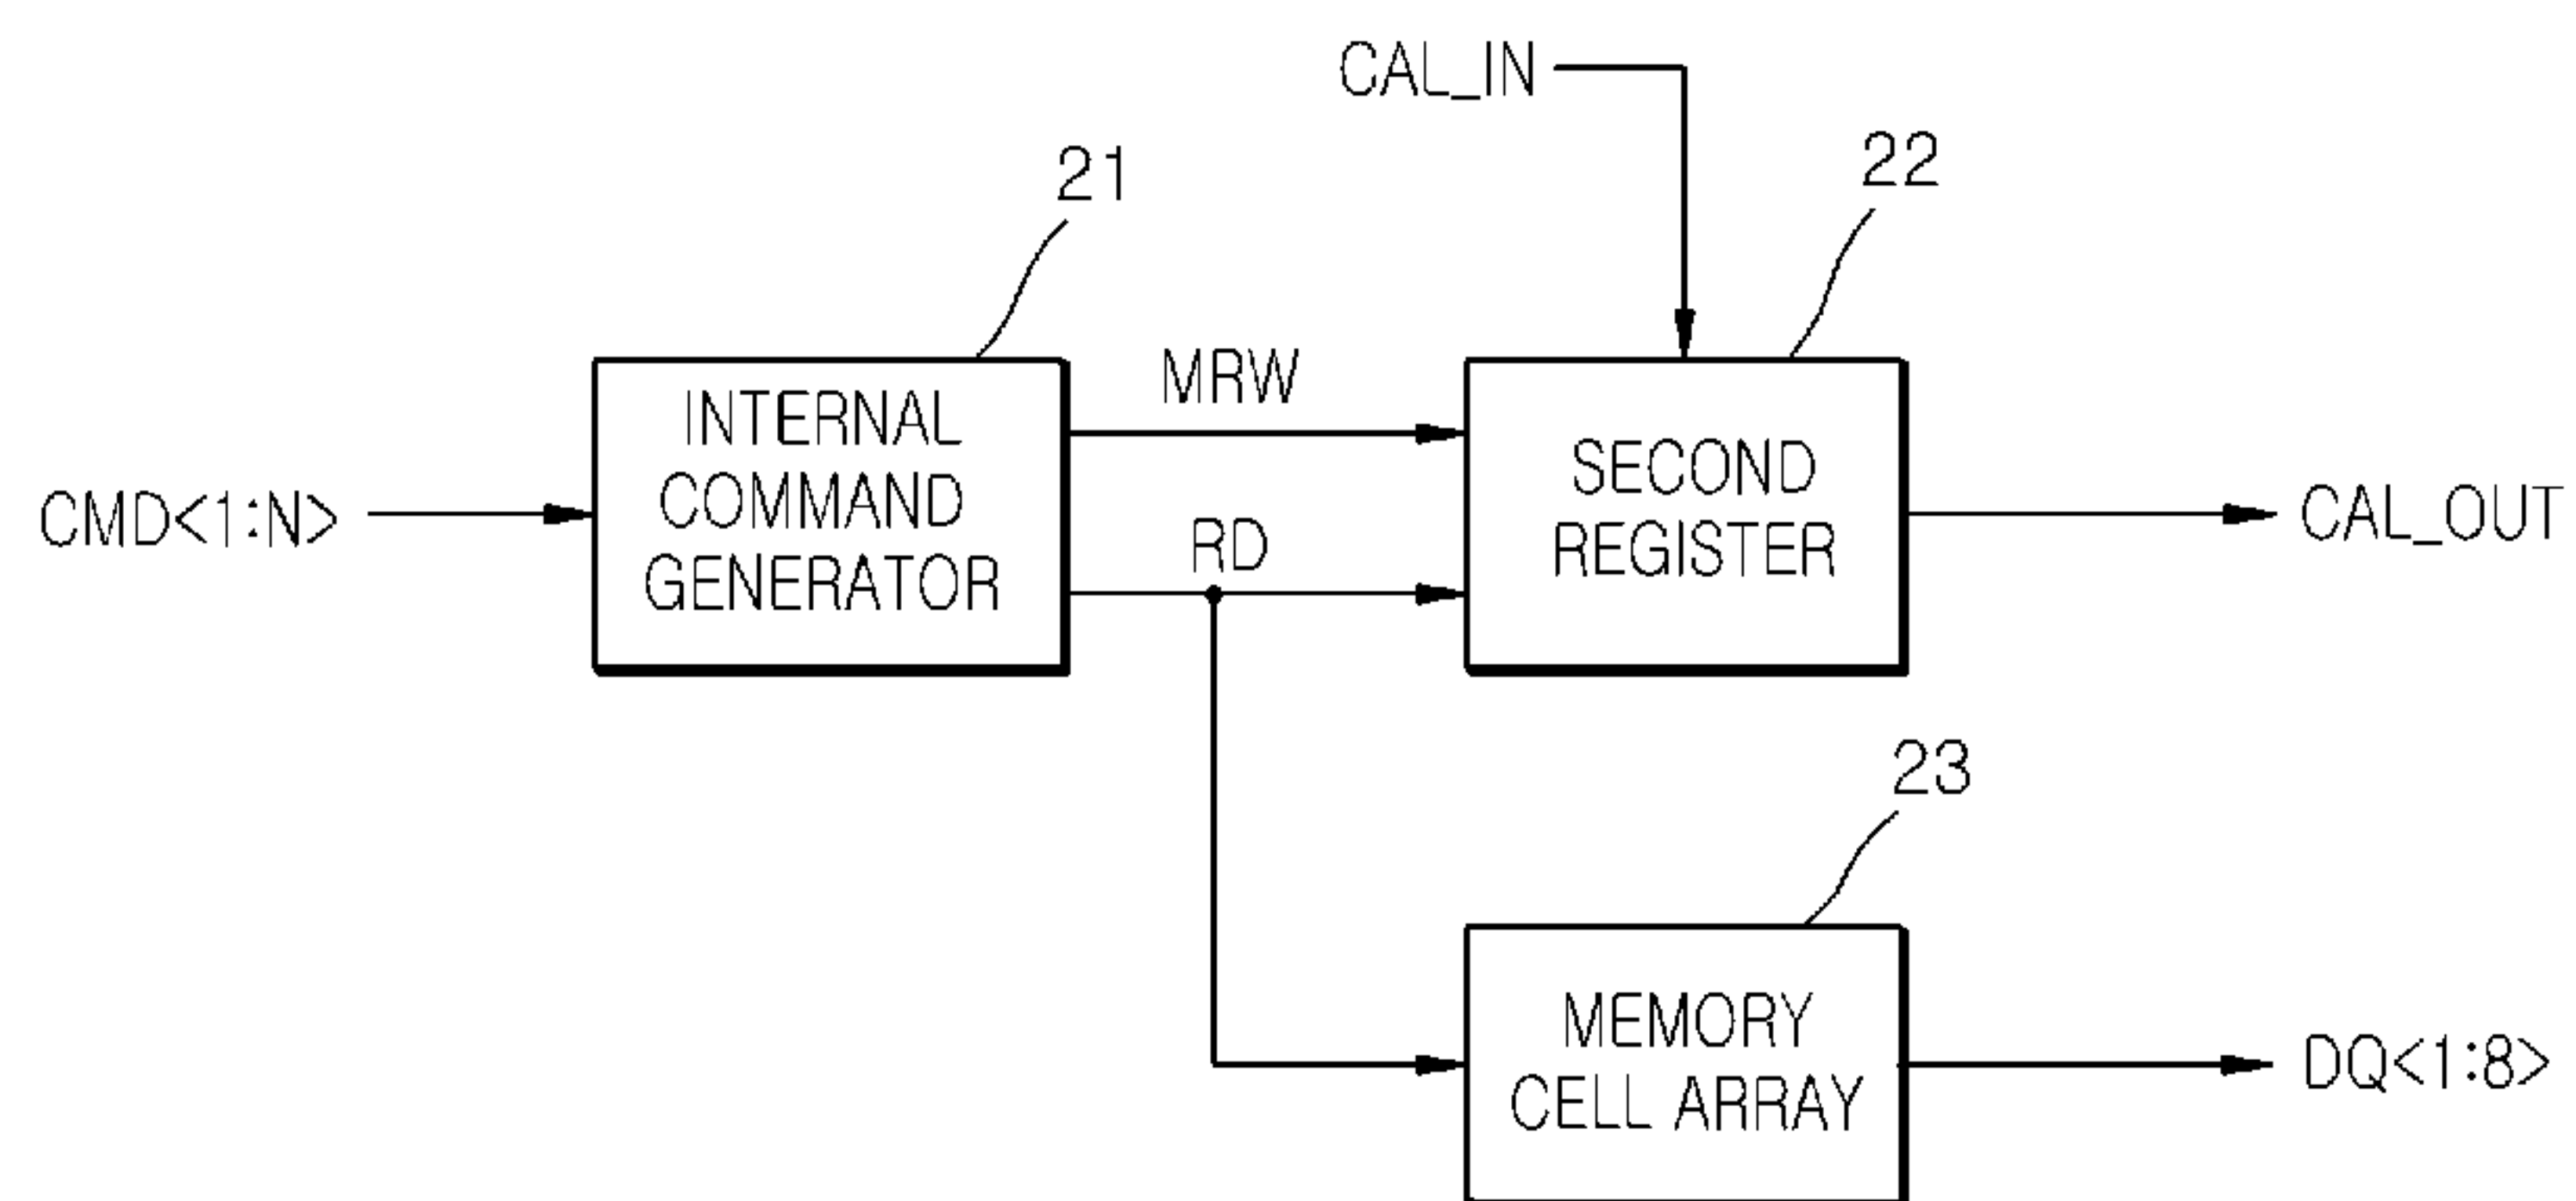 CAL_IN
21
22
MRW
INTERNAL
COMMAND
GENERATOR
SECOND
REGISTER
CMD<1:N>
RD
CAL_OUT
23
MEMORY
CELL ARRAY
DQ<1:8>